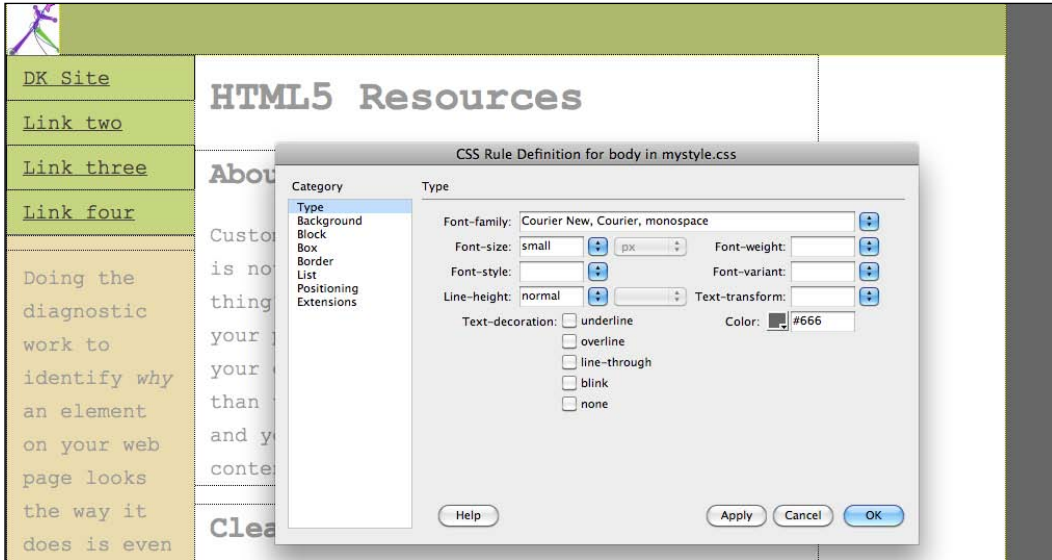 DK Site
Link two
Link three
Link four
Doing the
diagnostic
work to
identify why
an element
on your web
page looks
the way it
does is even
HTML5 Resources
Abou
Custo
is no
thing
your
your
than
and y
conte
Clea
CSS Rule Definition for body in mystyle.css
Category
Type
Background
Block
Box
Border
List
Positioning
Extensions
Type
Font-family: Courier New, Courier, monospace
Font-size: small px Font-weight:
Font-style: Font-variant:
Line-height: normal Text-transform:
Text-decoration: underline Color: #666
overline
line-through
blink
none
Help Apply Cancel OK